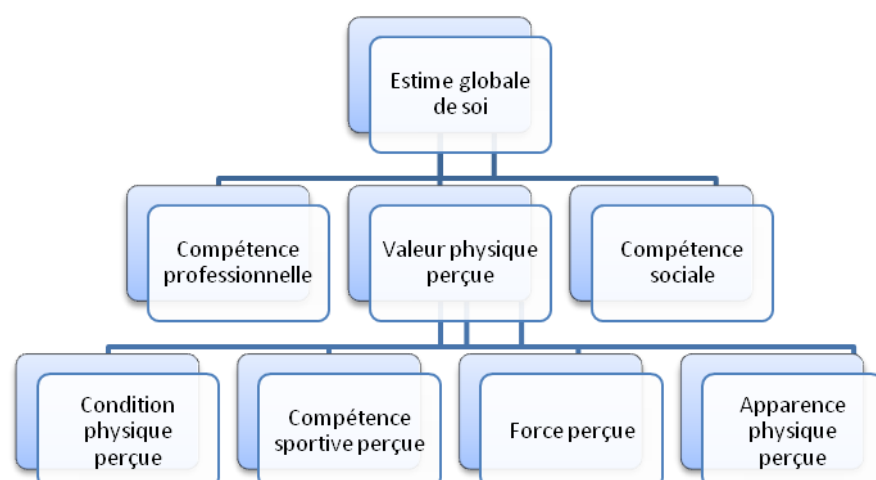 Estime globale
de soi
Compétence
professionnelle
Valeur physique
perçue
Compétence
sociale
Condition
physique
perçue
Compétence
sportive perçue
Force perçue
Apparence
physique
perçue